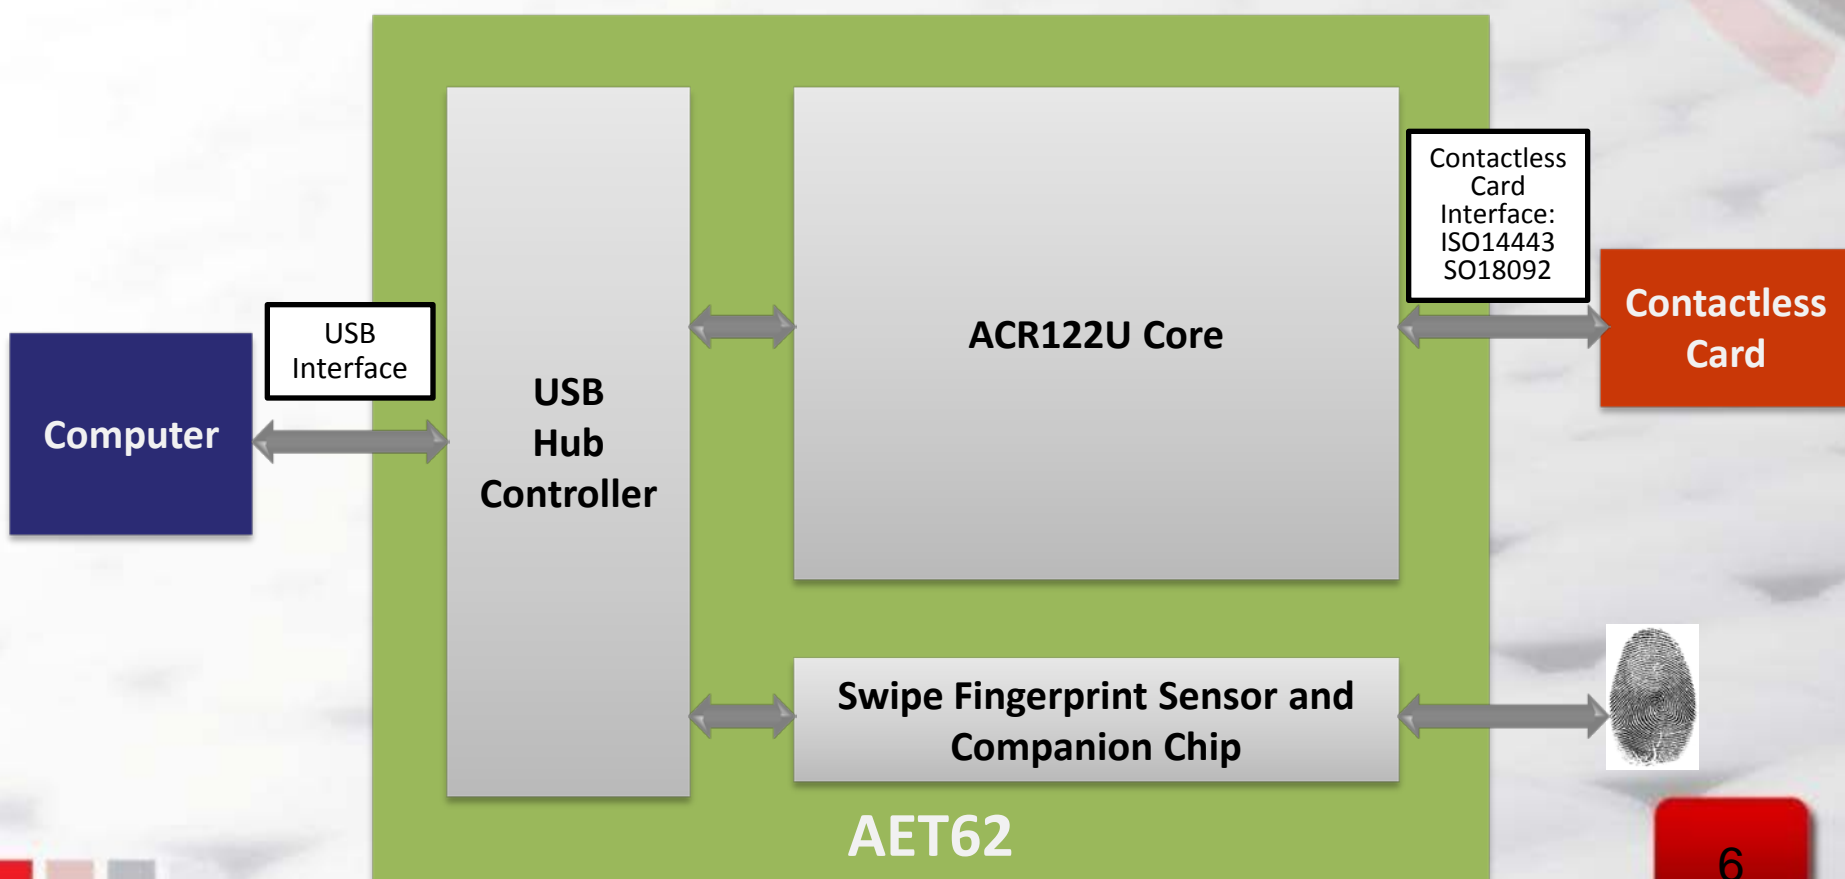 Computer
USB
Interface
USB
Hub
Controller
ACR122U Core
Contactless
Card
Interface:
ISO14443
SO18092
Contactless
Card
Swipe Fingerprint Sensor and
Companion Chip
AET62
6